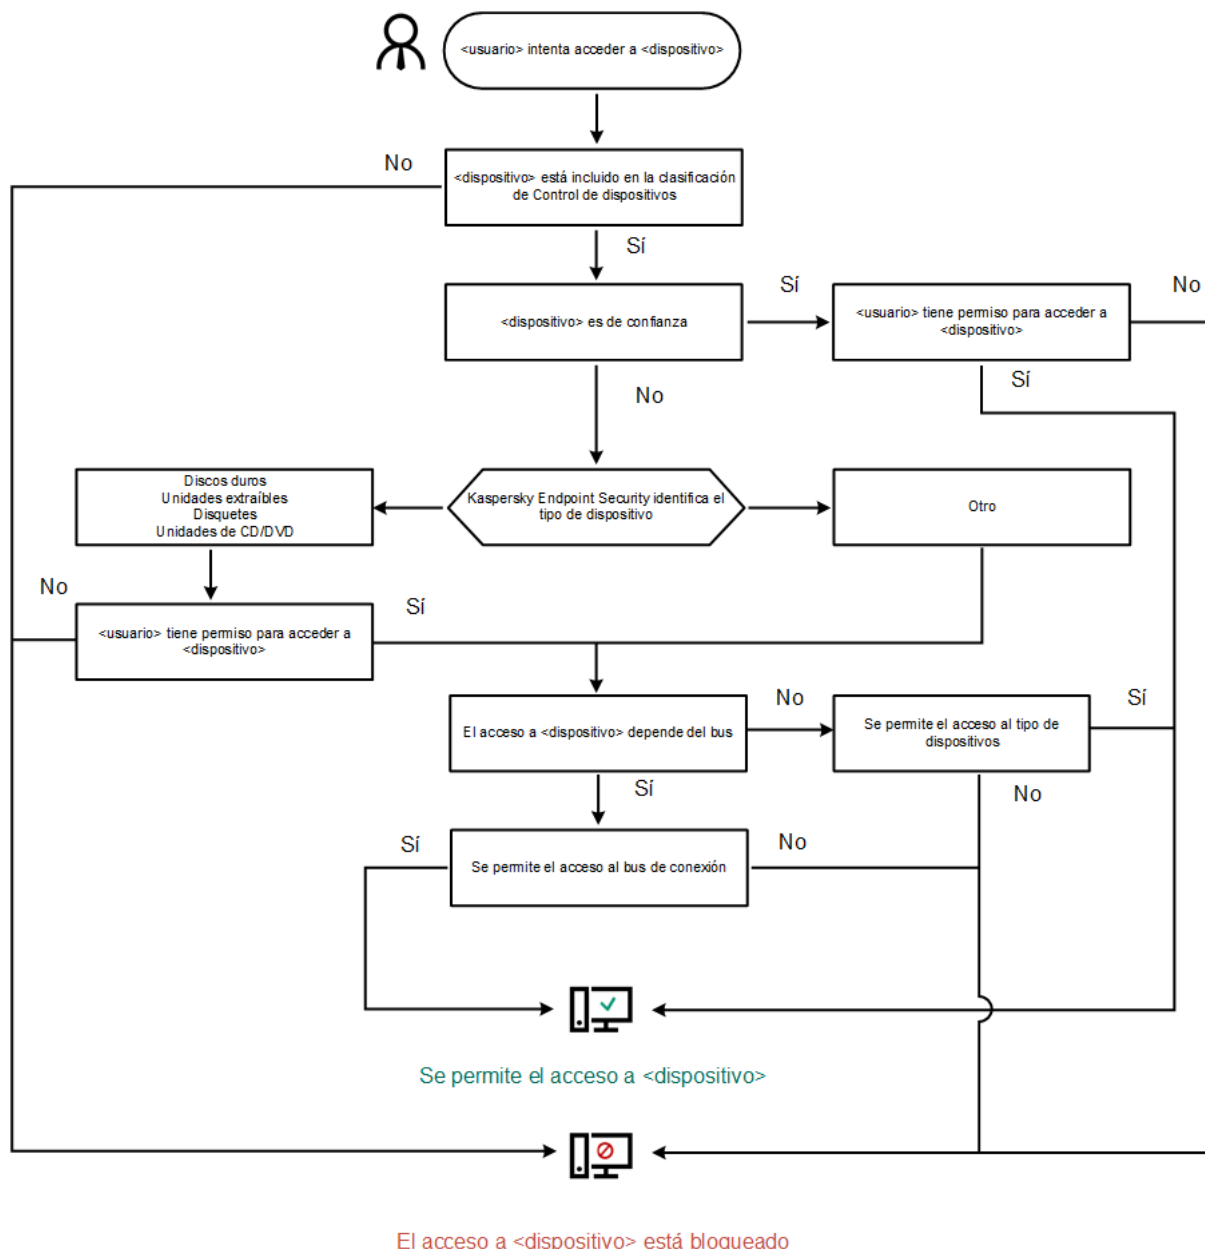 <usuario> intenta acceder a <dispositivo>
No
<dispositivo> está incluido en la clasificación
de Control de dispositivos
Sí
<dispositivo> es de confianza
Sí
<usuario> tiene permiso para acceder a
<dispositivo>
No
Sí
No
Discos duros
Unidades extraíbles
Disquetes
Unidades de CD/DVD
Kaspersky Endpoint Security identifica el
tipo de dispositivo
Otro
No
<usuario> tiene permiso para acceder a
<dispositivo>
Sí
El acceso a <dispositivo> depende del bus
No
Se permite el acceso al tipo de
dispositivos
Sí
Sí
No
Sí
Se permite el acceso al bus de conexión
No
Se permite el acceso a <dispositivo>
El acceso a <dispositivo> está bloqueado